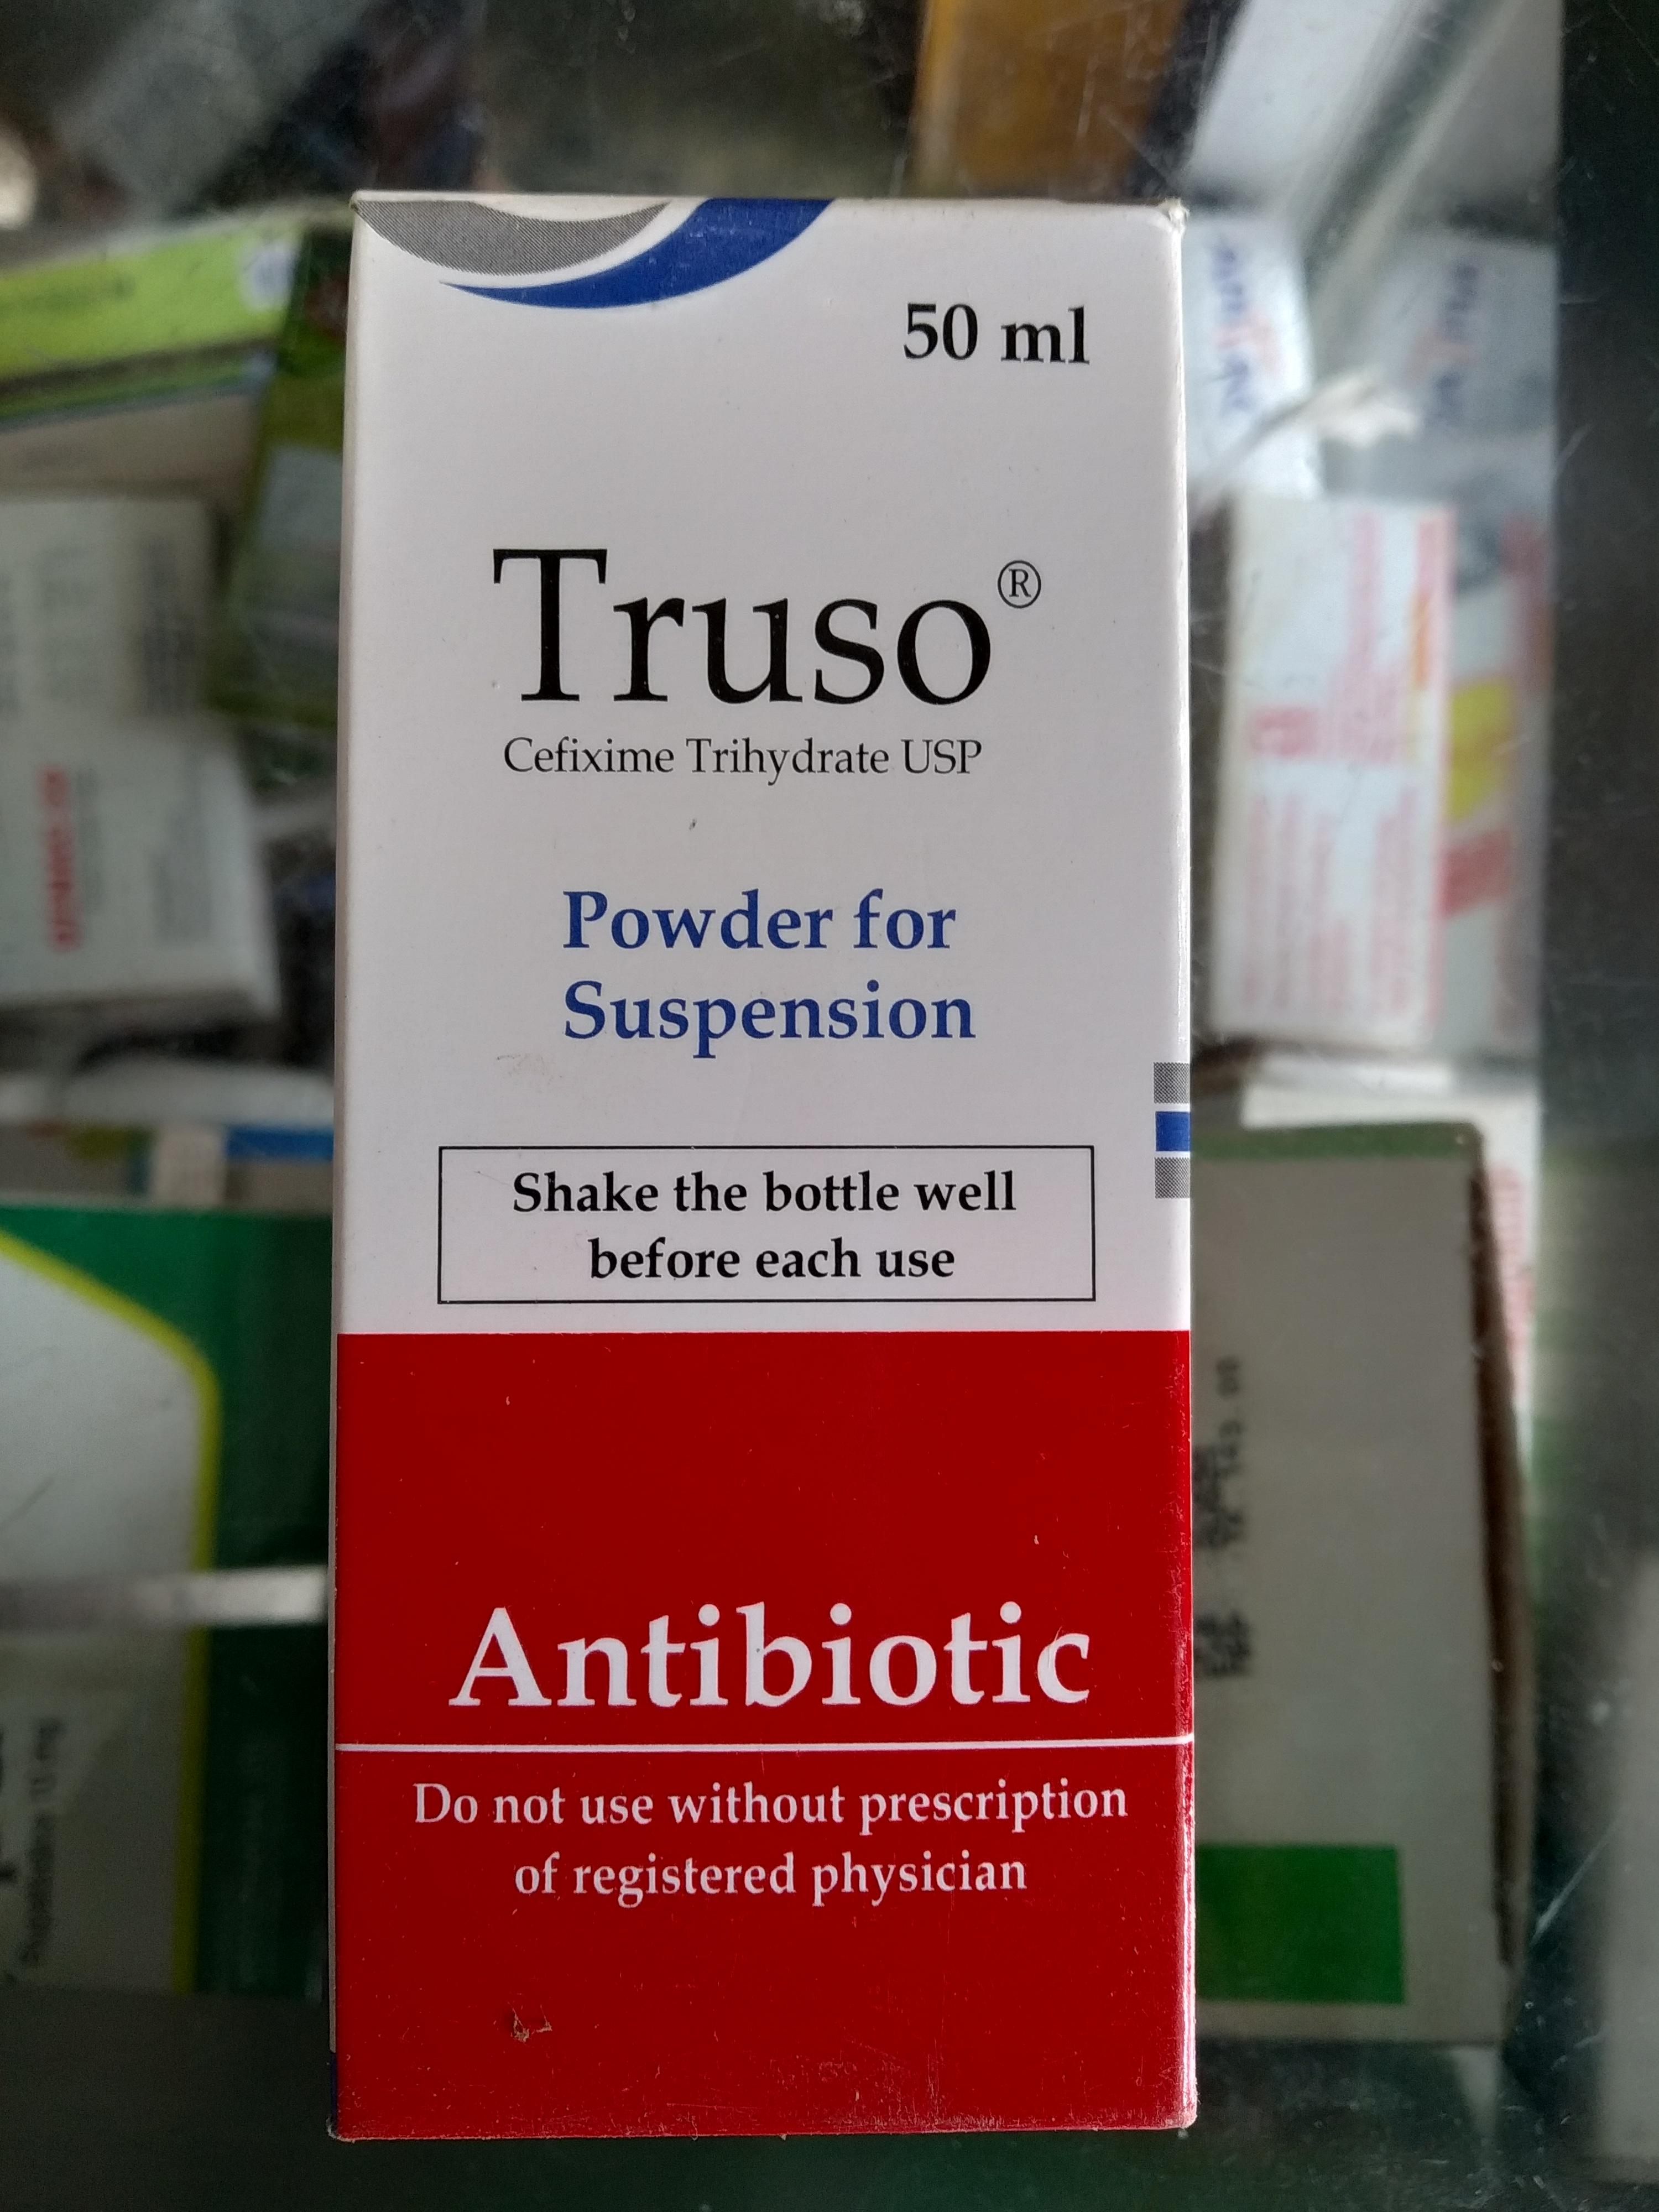 50 ml
Truso®
Cefixime Trihydrate USP
Powder for
Suspension
Shake the bottle well
before each use
Antibiotic
Do not use without prescription
of registered physician